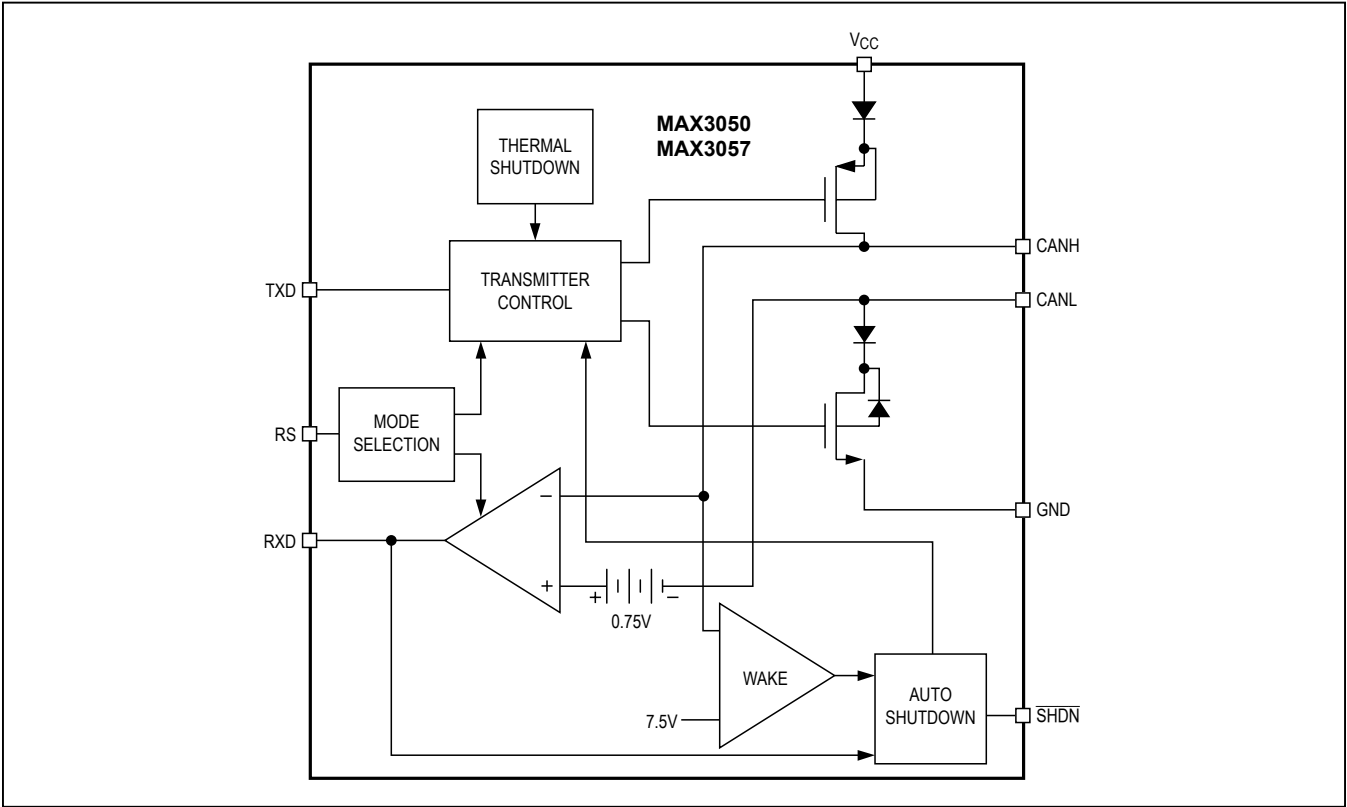 VCC
MAX3050
MAX3057
THERMAL
SHUTDOWN
CANH
TRANSMITTER
CONTROL
TXD
CANL
MODE
SELECTION
RS
−
GND
RXD
+
+
−
0.75V
WAKE
AUTO
SHUTDOWN
7.5V
SHDN